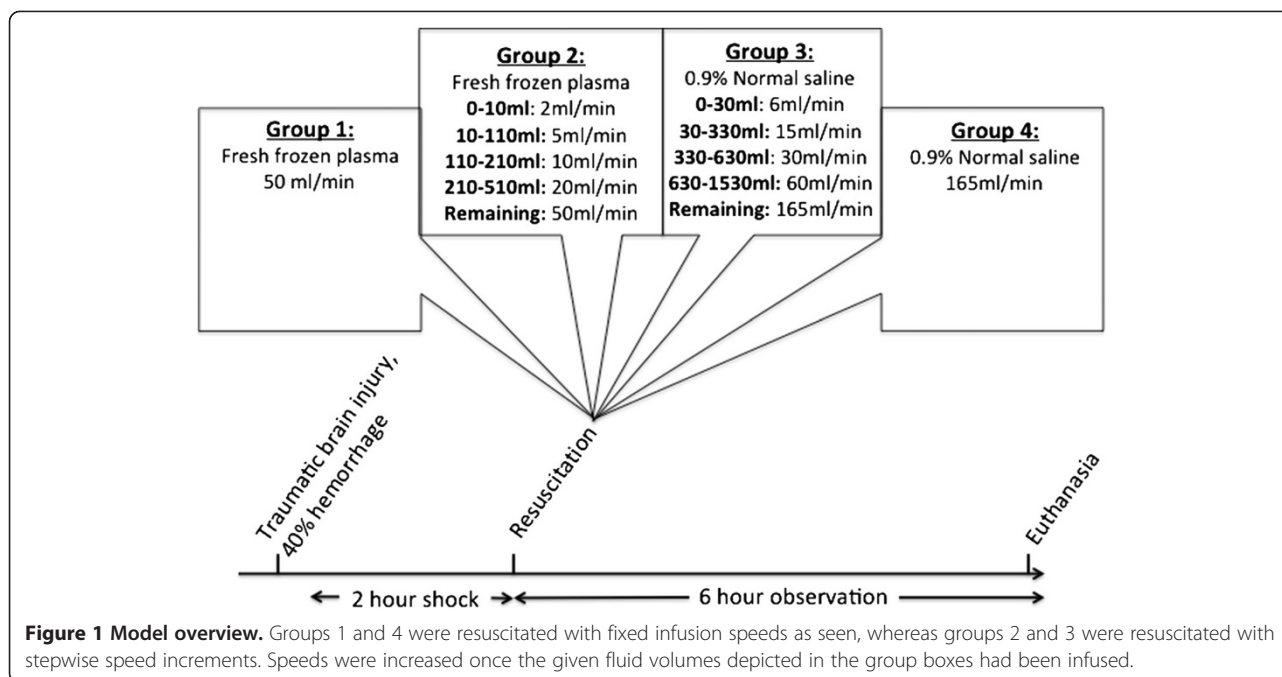 Group 1:
Fresh frozen plasma
50 ml/min
Group 2:
Fresh frozen plasma
0-10ml: 2ml/min
10-110ml: 5ml/min
110-210ml: 10ml/min
210-510ml: 20ml/min
Remaining: 50ml/min
Group 3:
0.9% Normal saline
0-30ml: 6ml/min
30-330ml: 15ml/min
330-630ml: 30ml/min
630-1530ml: 60ml/min
Remaining: 165ml/min
Group 4:
0.9% Normal saline
165ml/min
Traumatic brain injury,
40% hemorrhage
Resuscitation
Euthanasia
2 hour shock
6 hour observation
Figure 1 Model overview. Groups 1 and 4 were resuscitated with fixed infusion speeds as seen, whereas groups 2 and 3 were resuscitated with
stepwise speed increments. Speeds were increased once the given fluid volumes depicted in the group boxes had been infused.